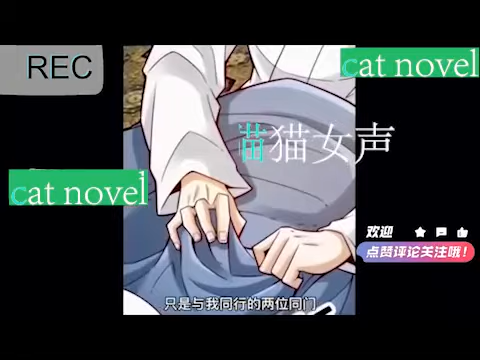 REC
cat novel
猫猫女声
cat novel
欢迎
点赞评论关注哦!
只是与我同行的两位同门